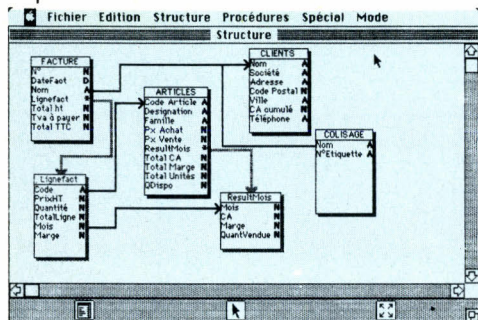 Fichier Edition Structure Procédures Spécial Mode
Structure
FACTURE
N° N
DateFact D
Nom A
Lignefact *
Total ht N
Tva à payer N
Total TTC N
CLIENTS
Nom A
Société A
Adresse A
Code Postal N
Ville A
CA cumulé N
Téléphone A
ARTICLES
Code Article A
Designation A
Famille A
Px Achat N
Px Vente N
ResultMois *
Total CA N
Total Marge N
Total Unités N
QDispo N
COLISAGE
Nom A
N°Etiquette A
Lignefact
Code A
PrixHT N
Quantité N
TotalLigne N
Mois N
Marge N
ResultMois
Mois N
CA N
Marge N
QuantVendue N